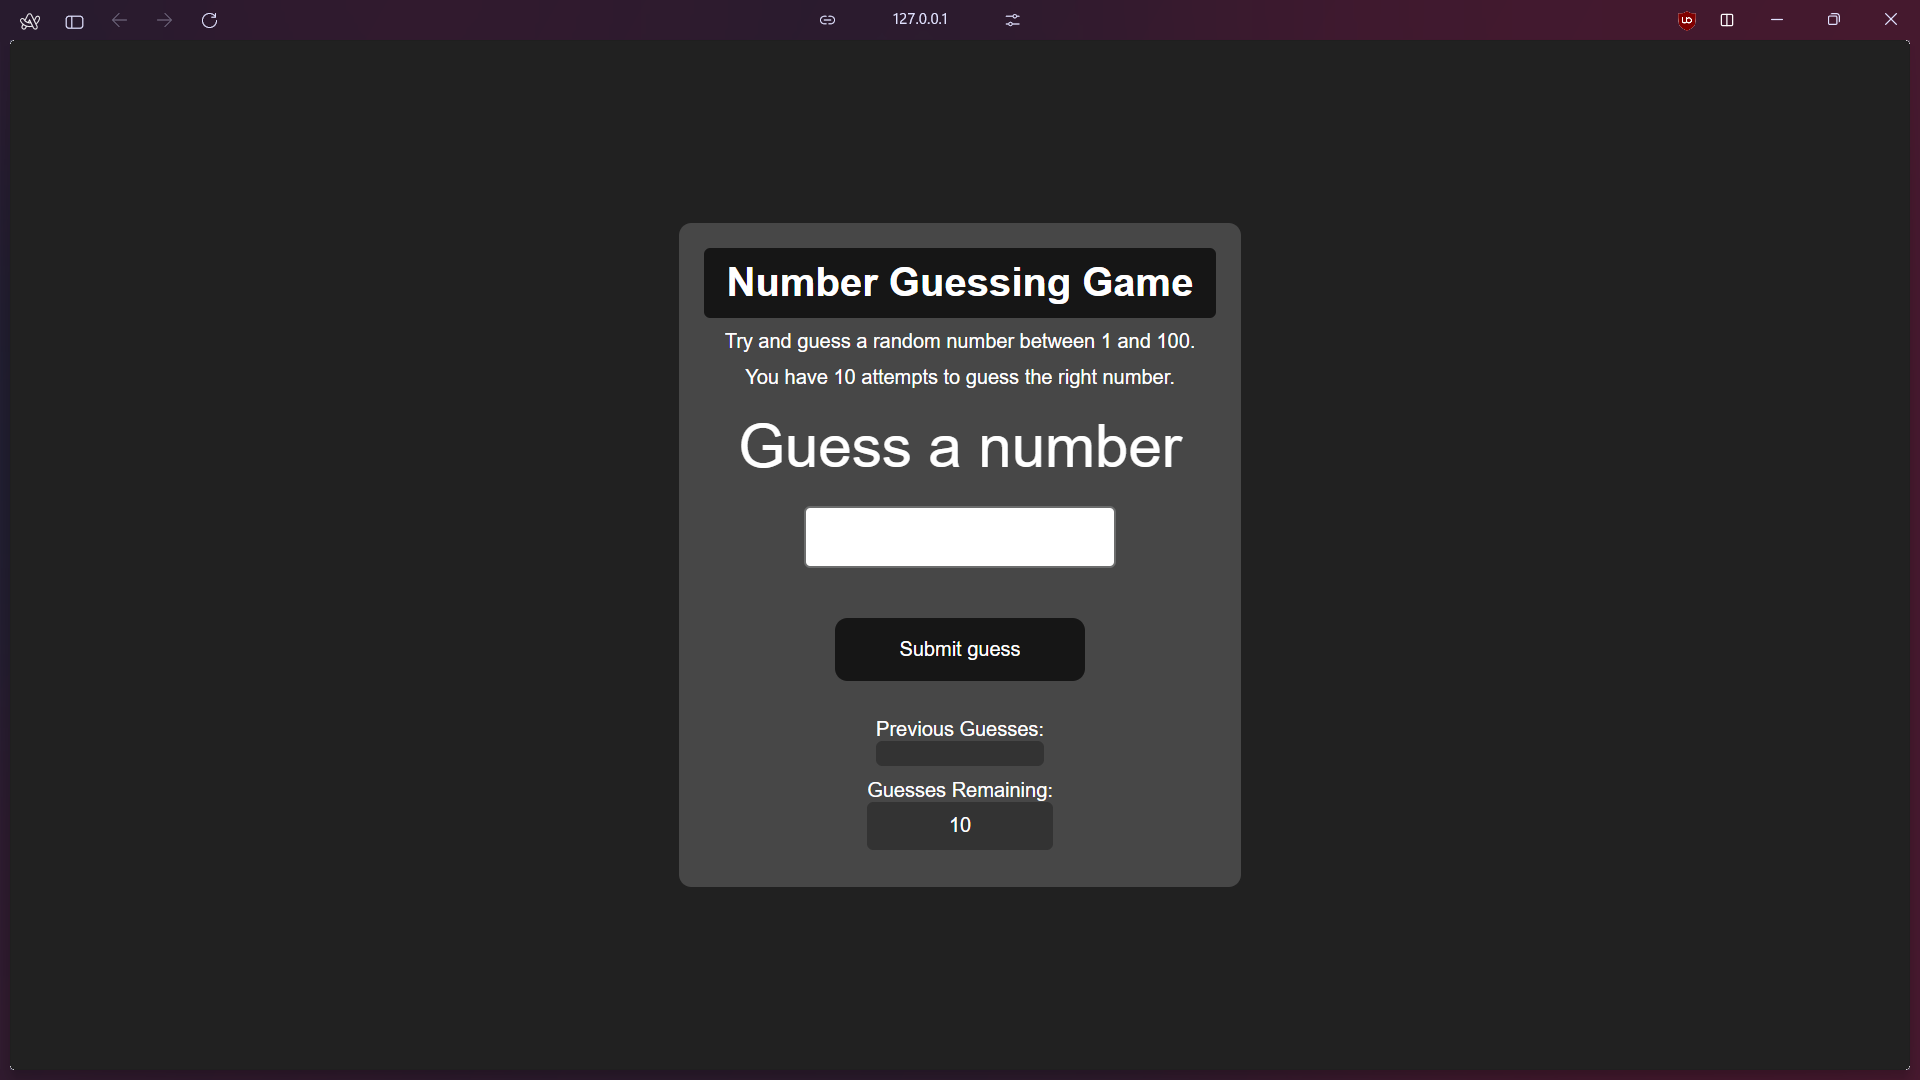 127.0.0.1
Number Guessing Game
Try and guess a random number between 1 and 100.
You have 10 attempts to guess the right number.
Guess a number
Submit guess
Previous Guesses:
Guesses Remaining:
10